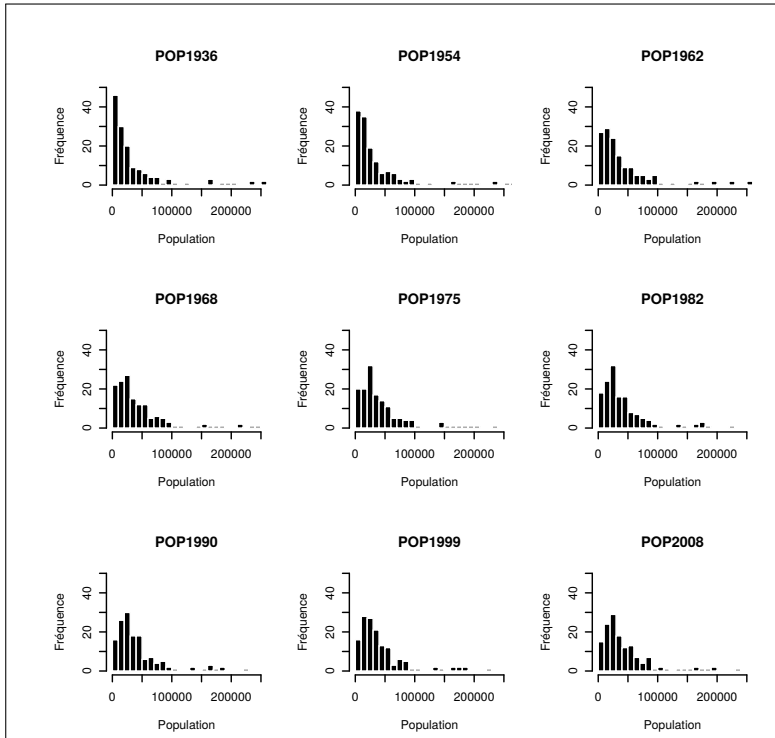 POP1936 POP1954 POP1962
Fréquence 0 20 40 Fréquence 0 20 40 Fréquence 0 20 40
0 100000 200000 0 100000 200000 0 100000 200000
Population Population Population
POP1968 POP1975 POP1982
Fréquence 0 20 40 Fréquence 0 20 40 Fréquence 0 20 40
0 100000 200000 0 100000 200000 0 100000 200000
Population Population Population
POP1990 POP1999 POP2008
Fréquence 0 20 40 Fréquence 0 20 40 Fréquence 0 20 40
0 100000 200000 0 100000 200000 0 100000 200000
Population Population Population